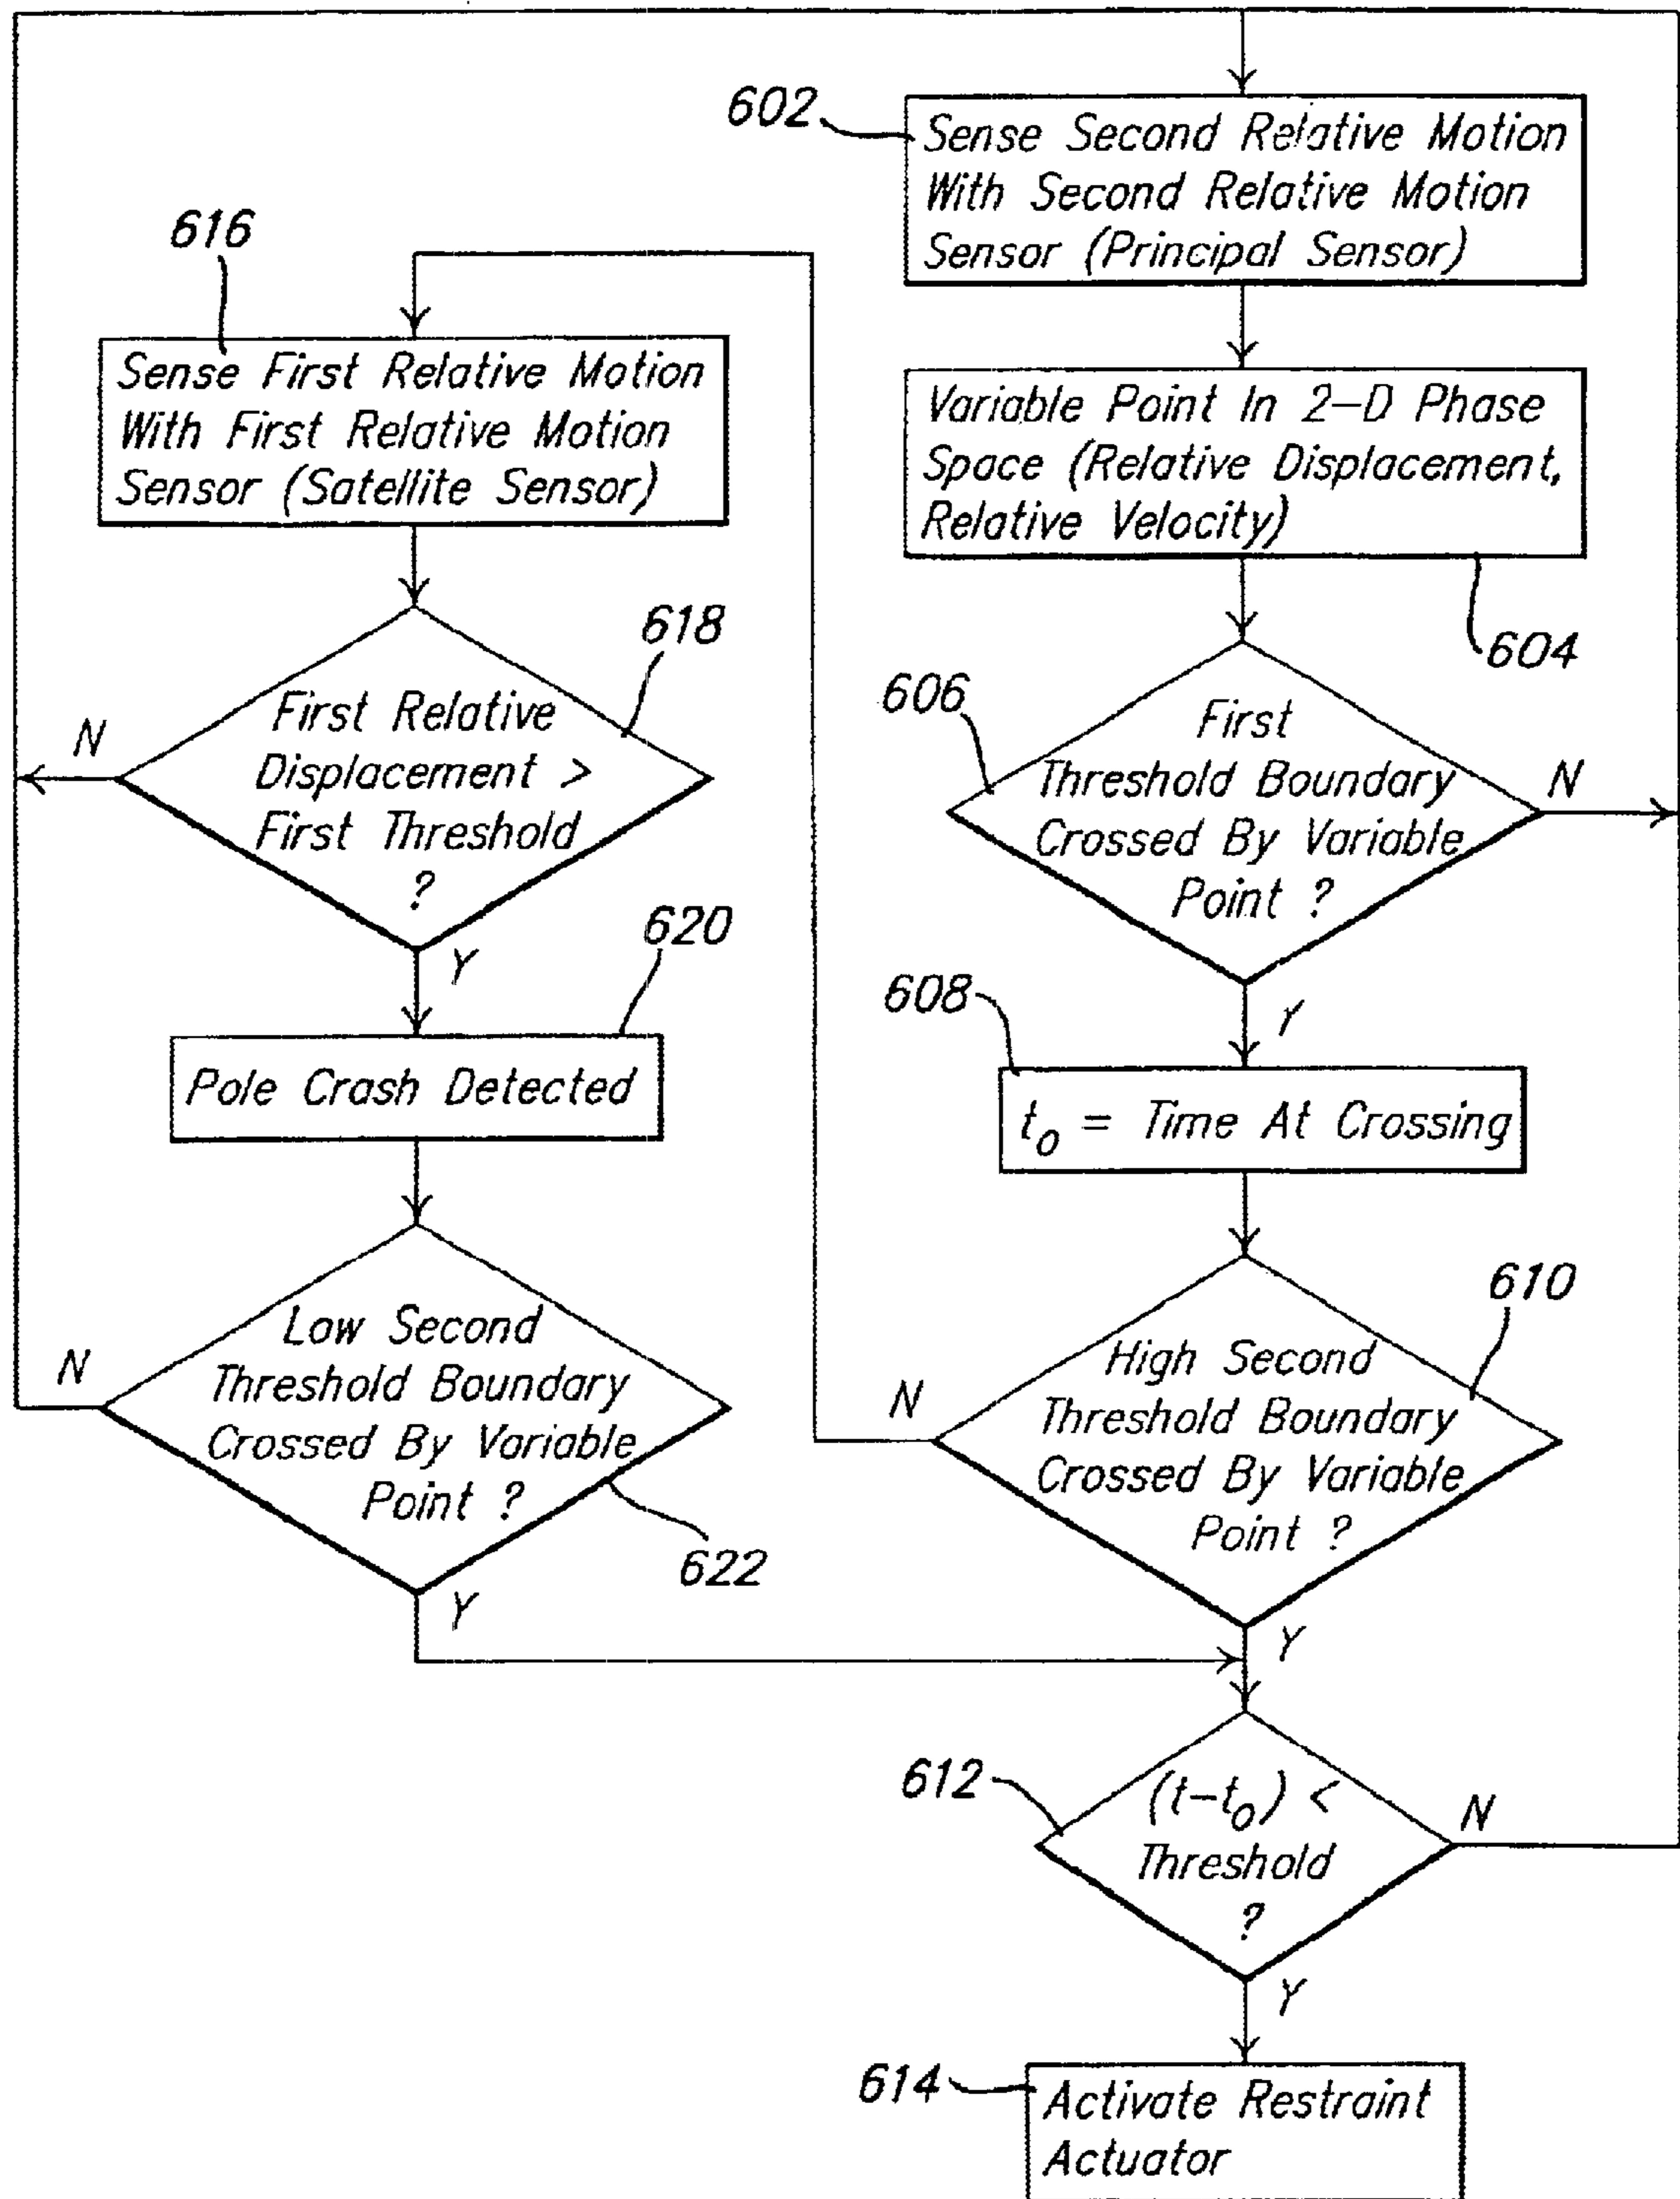 602
Sense Second Relative Motion
With Second Relative Motion
Sensor (Principal Sensor)
Variable Point In 2-D Phase
Space (Relative Displacement,
Relative Velocity)
604
606
First
Threshold Boundary
Crossed By Variable
Point ?
N
Y
608
to = Time At Crossing
610
High Second
Threshold Boundary
Crossed By Variable
Point ?
N
Y
616
Sense First Relative Motion
With First Relative Motion
Sensor (Satellite Sensor)
618
First Relative
Displacement >
First Threshold
?
N
Y
620
Pole Crash Detected
Low Second
Threshold Boundary
Crossed By Variable
Point ?
622
N
Y
612
(t-to) <
Threshold
?
N
Y
614
Activate Restraint
Actuator